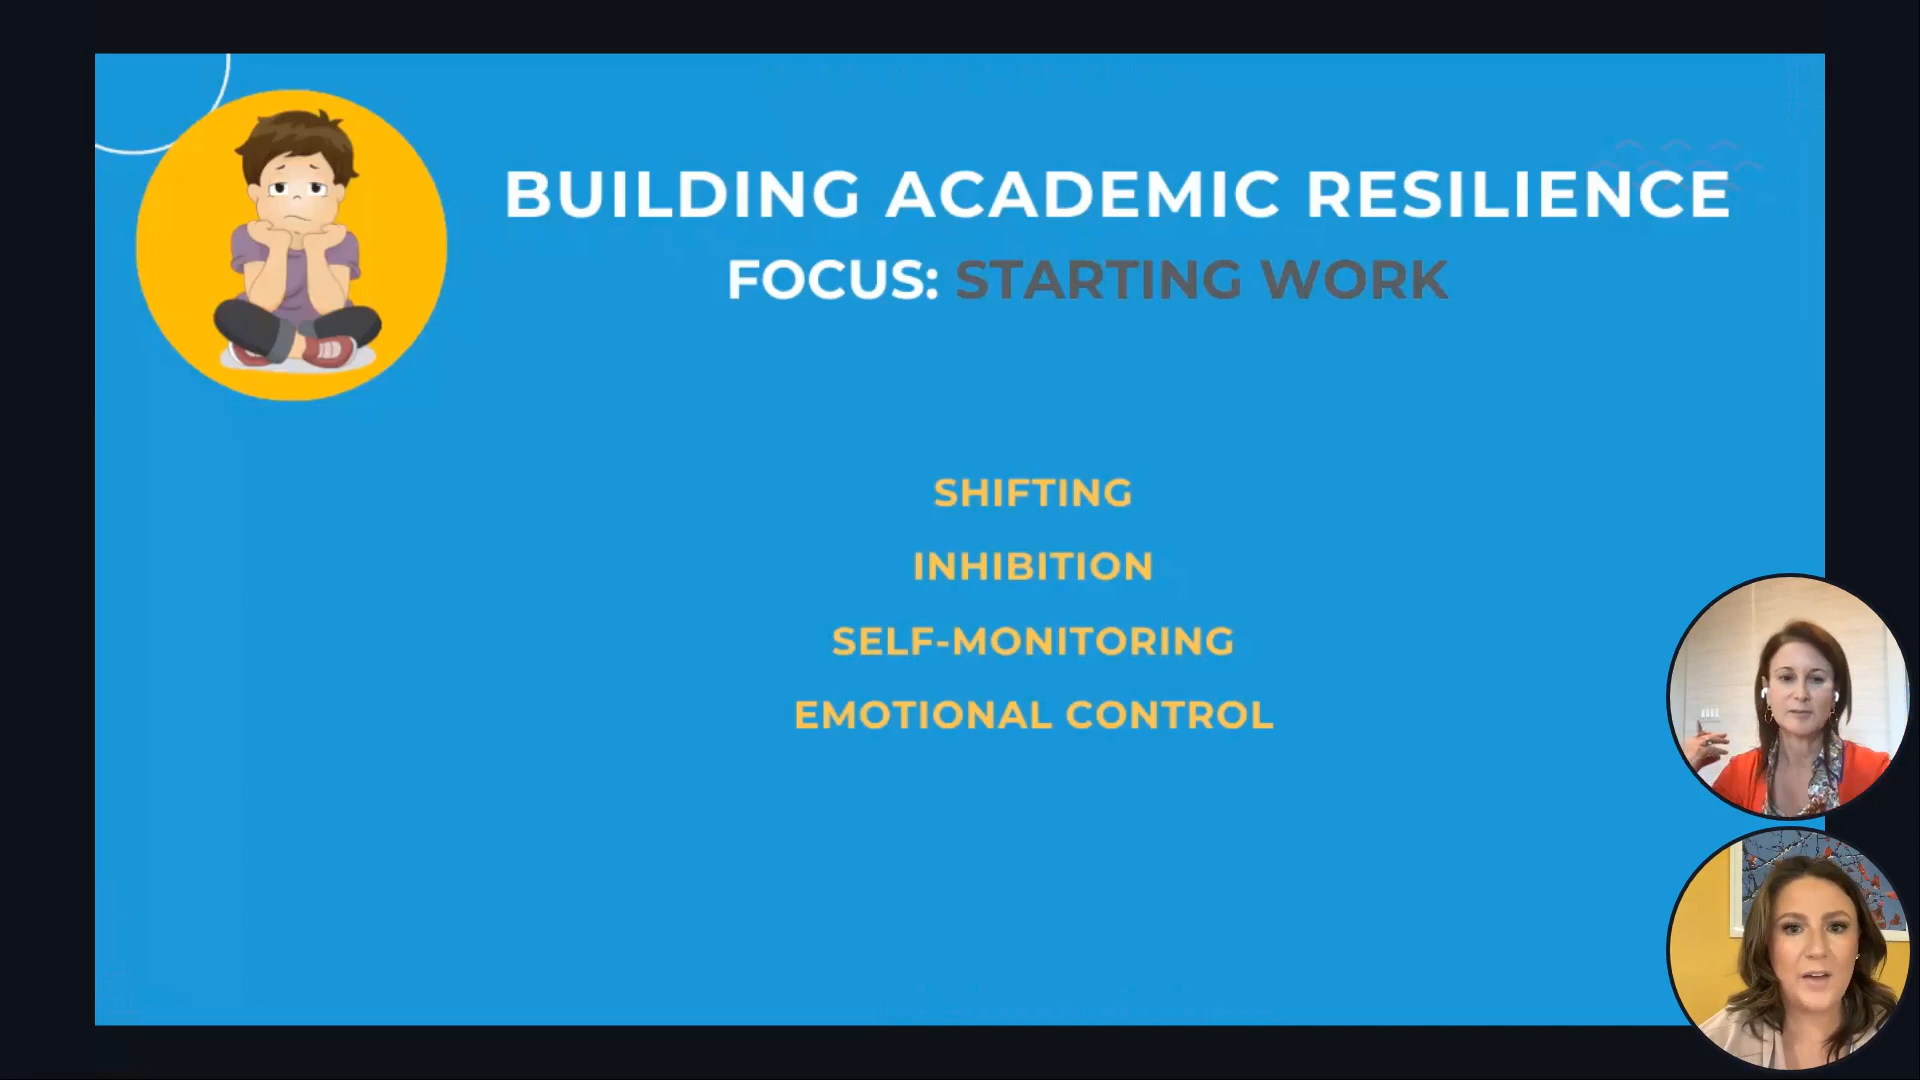 BUILDING ACADEMIC RESILIENCE
FOCUS: STARTING WORK
SHIFTING
INHIBITION
SELF-MONITORING
EMOTIONAL CONTROL